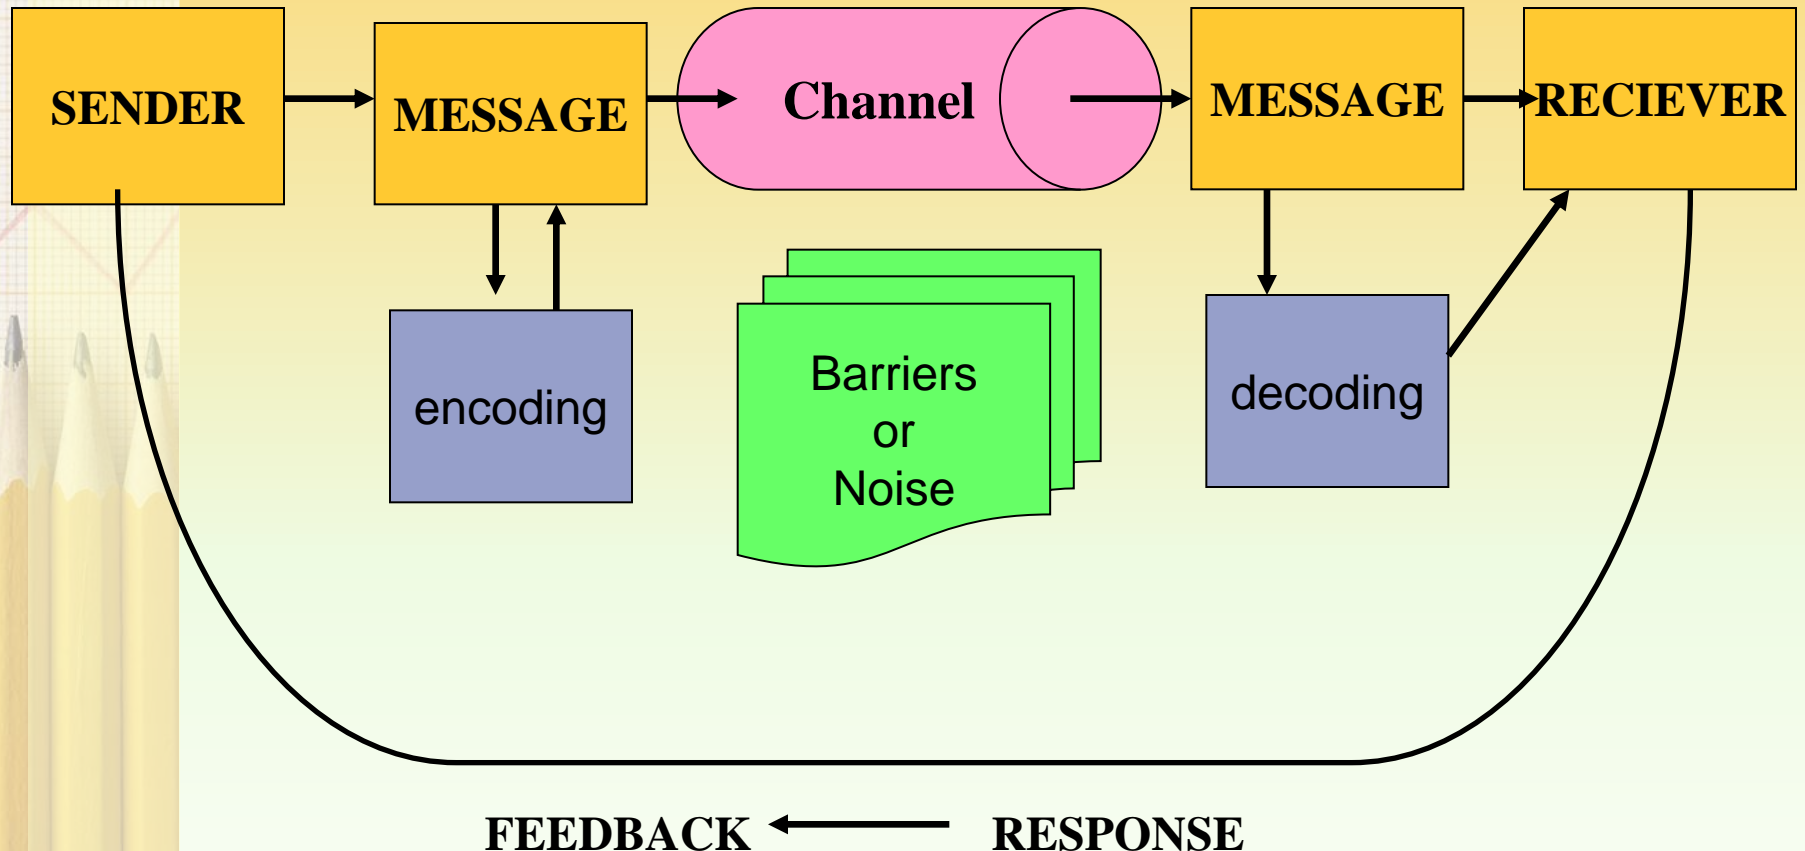 SENDER
MESSAGE
Channel
MESSAGE
RECIEVER
encoding
Barriers
or
Noise
decoding
FEEDBACK
RESPONSE